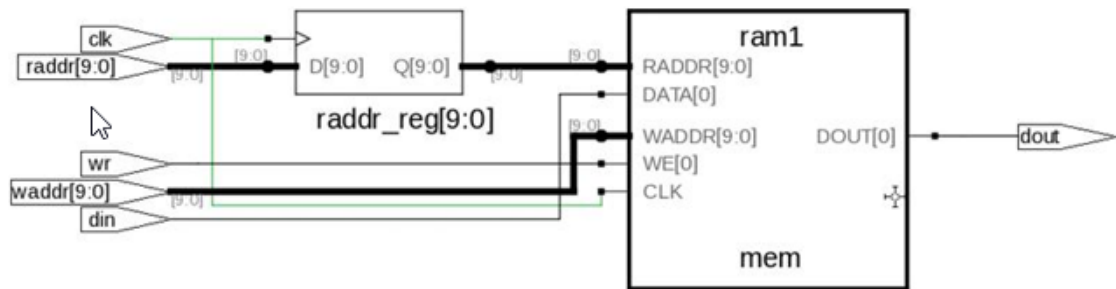 clk
raddr[9:0]
[9:0]
[9:0]
D[9:0]
Q[9:0]
[9:0]
[9:0]
raddr_reg[9:0]
ram1
RADDR[9:0]
DATA[0]
[9:0]
WADDR[9:0]
DOUT[0]
dout
wr
WE[0]
waddr[9:0]
[9:0]
CLK
din
mem